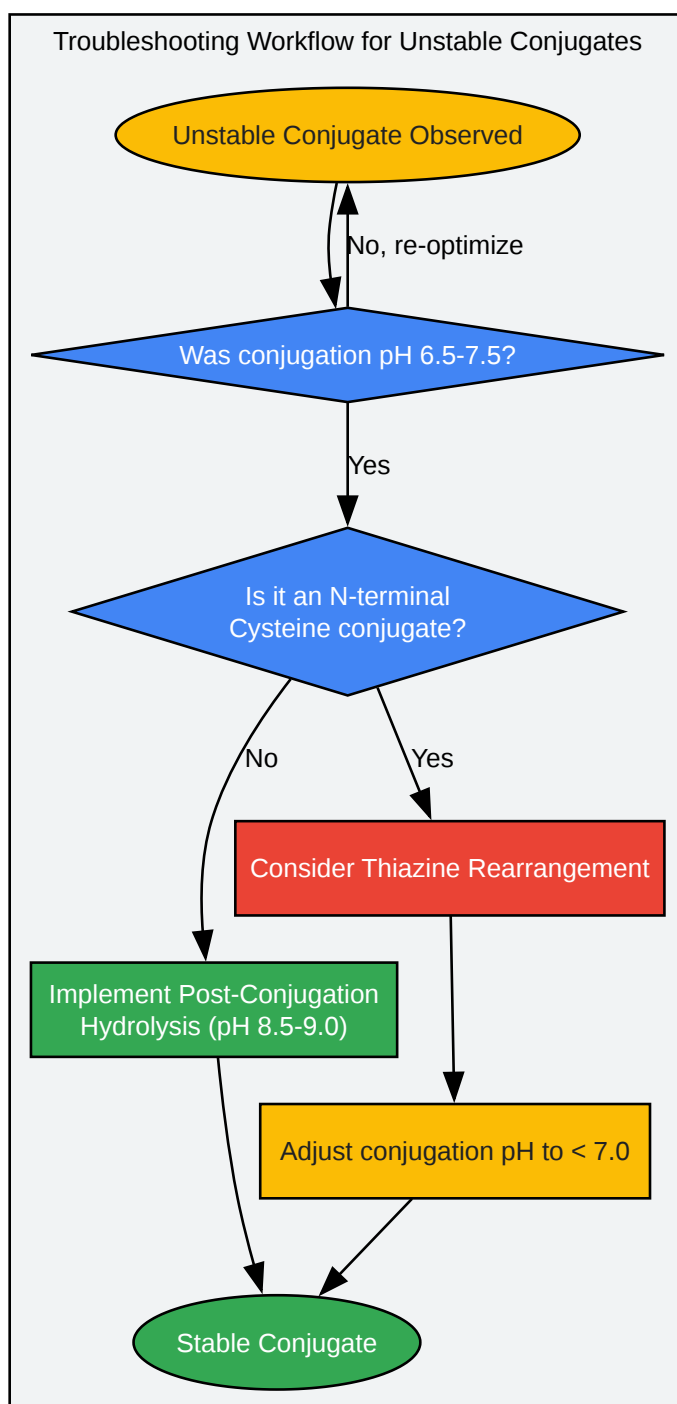 Troubleshooting Workflow for Unstable Conjugates
Unstable Conjugate Observed
No, re-optimize
Was conjugation pH 6.5-7.5?
Yes
Is it an N-terminal
Cysteine conjugate?
No
Yes
Consider Thiazine Rearrangement
Implement Post-Conjugation
Hydrolysis (pH 8.5-9.0)
Adjust conjugation pH to < 7.0
Stable Conjugate